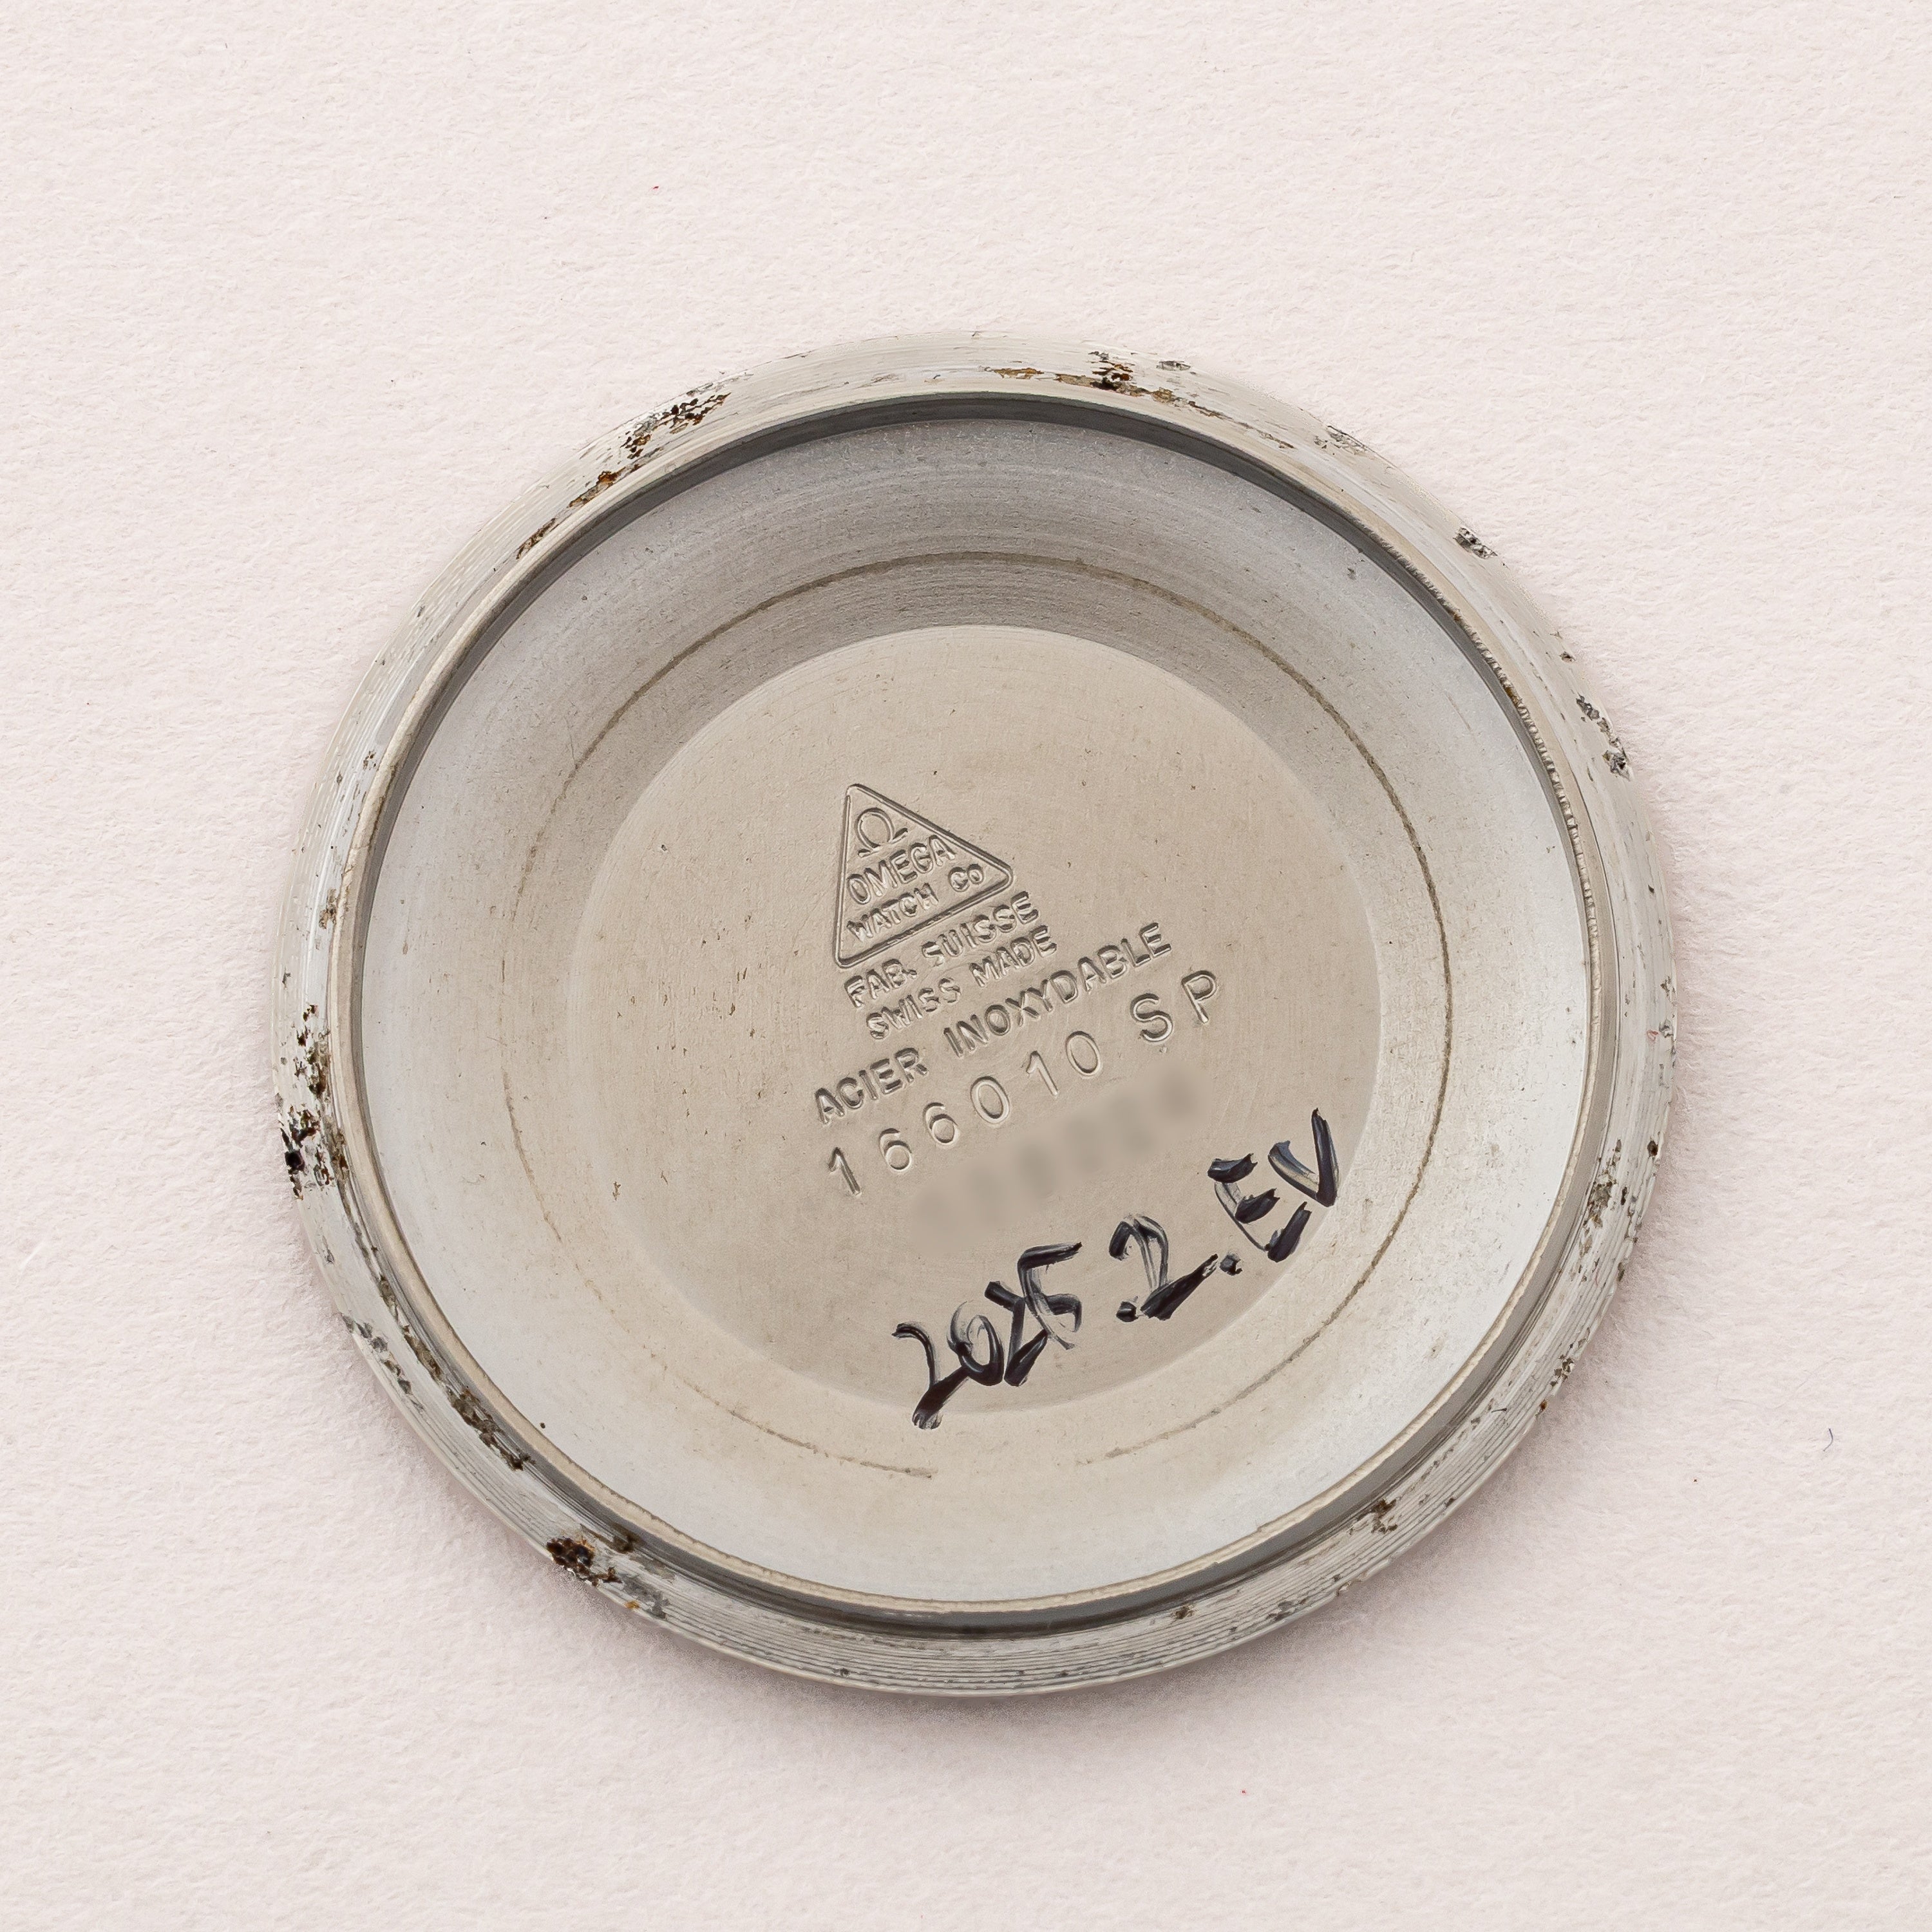 Ω
OMEGA
WATCH CO
FAB. SUISSE
SWISS MADE
ACIER INOXYDABLE
166010 SP
2025.2.EV